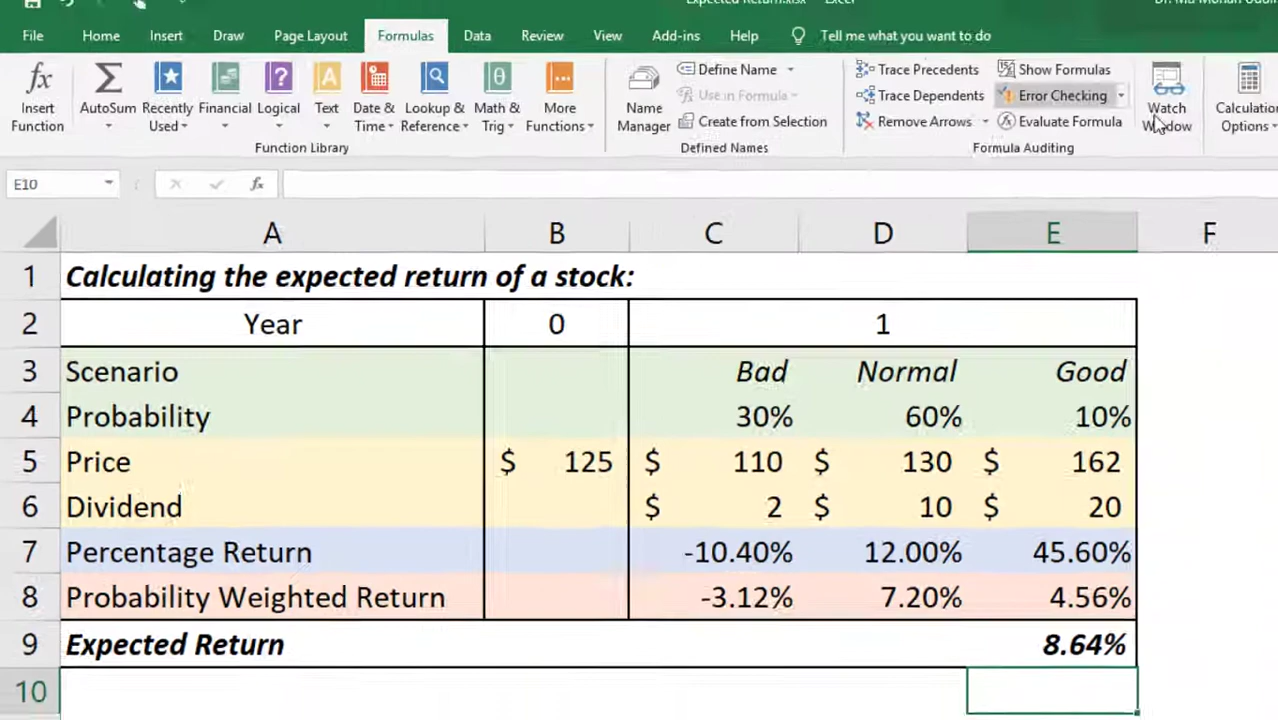 Expected Return.xlsx - Excel
File Home Insert Draw Page Layout Formulas Data Review View Add-ins Help Tell me what you want to do
fx Σ ? A θ
Insert Function AutoSum Recently Used Financial Logical Text Date & Time Lookup & Reference Math & Trig More Functions
Name Manager
Define Name
Use in Formula
Create from Selection
Trace Precedents Show Formulas
Trace Dependents Error Checking
Remove Arrows Evaluate Formula
Watch Window
Calculation Options
Function Library Defined Names Formula Auditing
E10 fx
A B C D E F
1 Calculating the expected return of a stock:
2 Year 0 1
3 Scenario Bad Normal Good
4 Probability 30% 60% 10%
5 Price $ 125 $ 110 $ 130 $ 162
6 Dividend $ 2 $ 10 $ 20
7 Percentage Return -10.40% 12.00% 45.60%
8 Probability Weighted Return -3.12% 7.20% 4.56%
9 Expected Return 8.64%
10